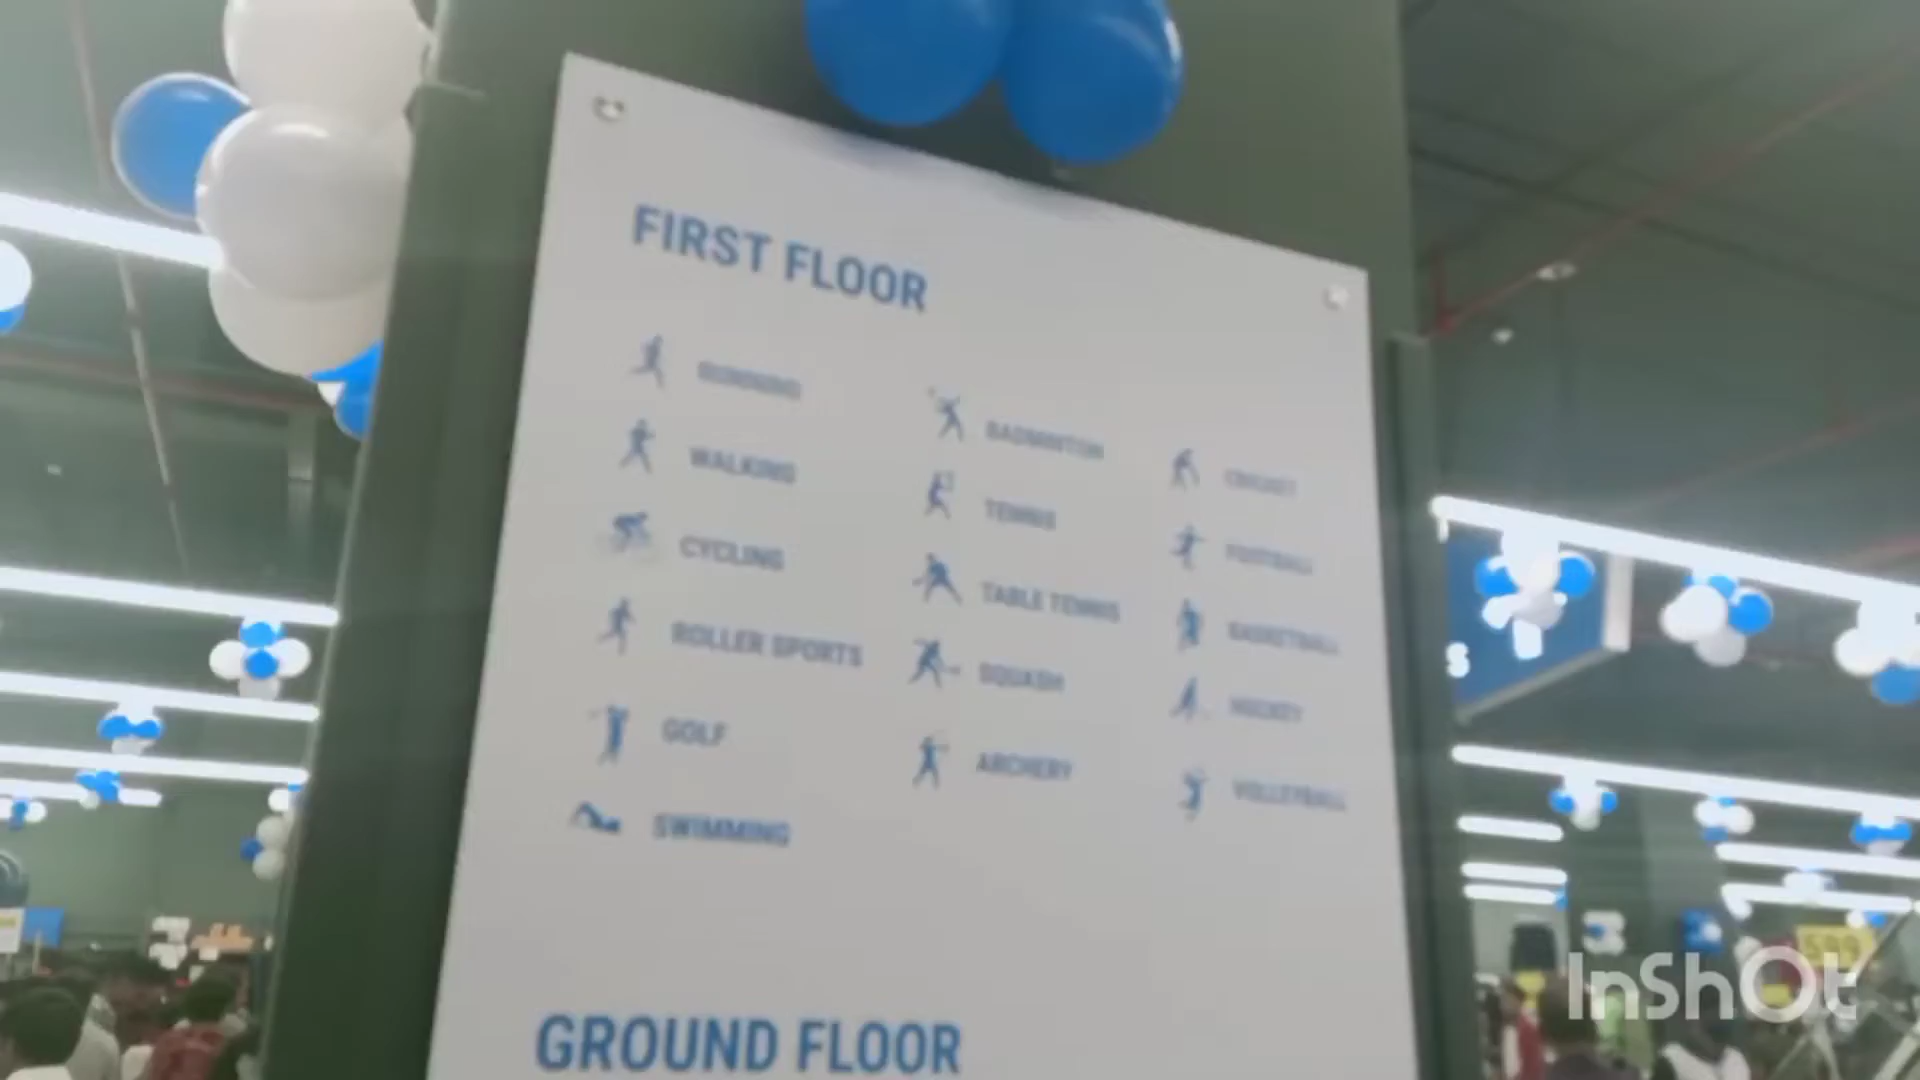 FIRST FLOOR
RUNNING
WALKING
CYCLING
ROLLER SPORTS
GOLF
SWIMMING
BADMINTON
TENNIS
TABLE TENNIS
SQUASH
ARCHERY
CRICKET
FOOTBALL
BASKETBALL
HOCKEY
VOLLEYBALL
GROUND FLOOR
S
599
InShOt